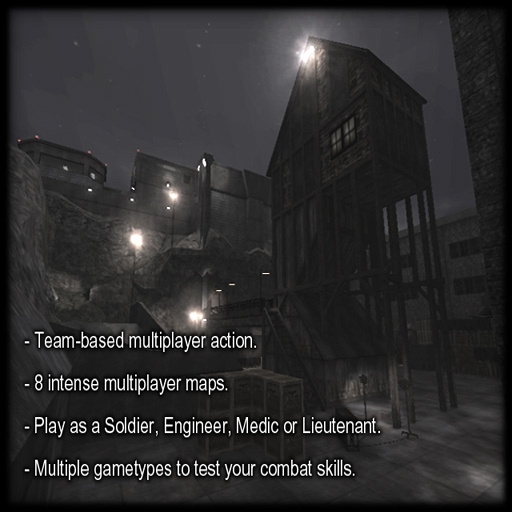 - Team-based multiplayer action.
- 8 intense multiplayer maps.
- Play as a Soldier, Engineer, Medic or Lieutenant.
- Multiple gametypes to test your combat skills.